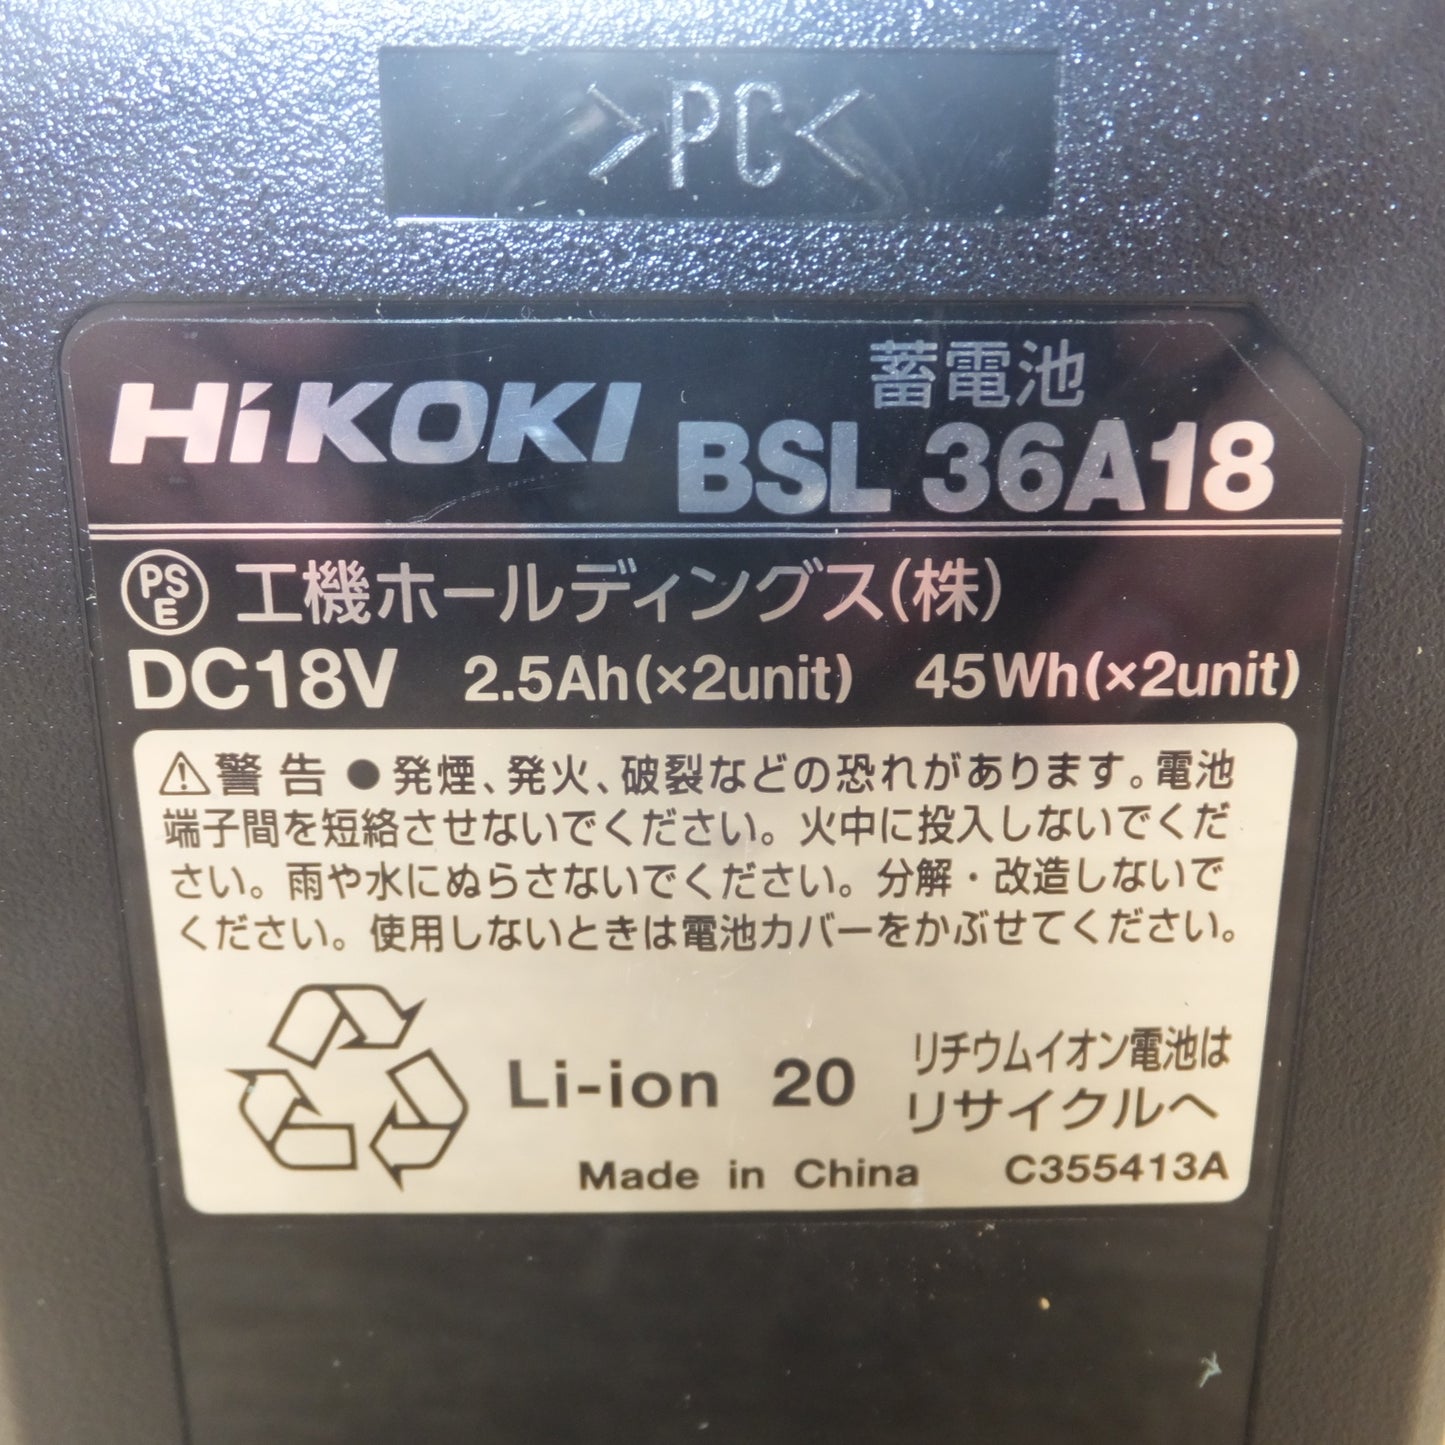 >PC<
HiKOKI 蓄電池
BSL 36A18
PSE 工機ホールディングス(株)
DC18V 2.5Ah(×2unit) 45Wh(×2unit)
⚠警告 ●発煙、発火、破裂などの恐れがあります。電池
端子間を短絡させないでください。火中に投入しないでくだ
さい。雨や水にぬらさないでください。分解・改造しないで
ください。使用しないときは電池カバーをかぶせてください。
リチウムイオン電池は
Li-ion 20 リサイクルへ
Made in China C355413A